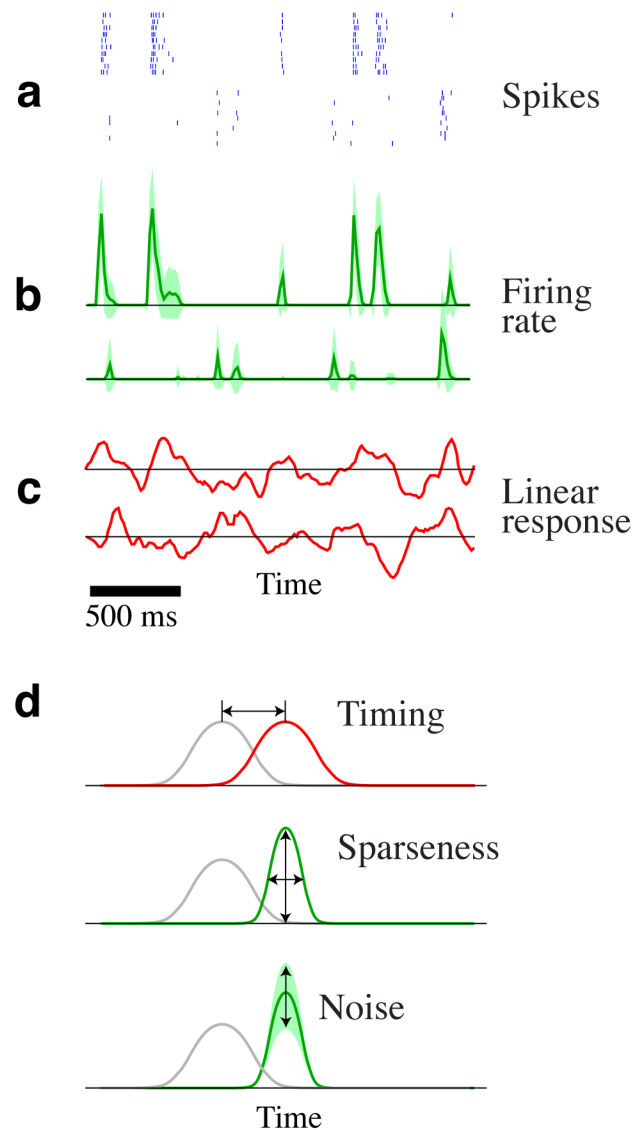 a
Spikes
b
Firing
rate
c
Linear
response
Time
500 ms
d
Timing
Sparseness
Noise
Time